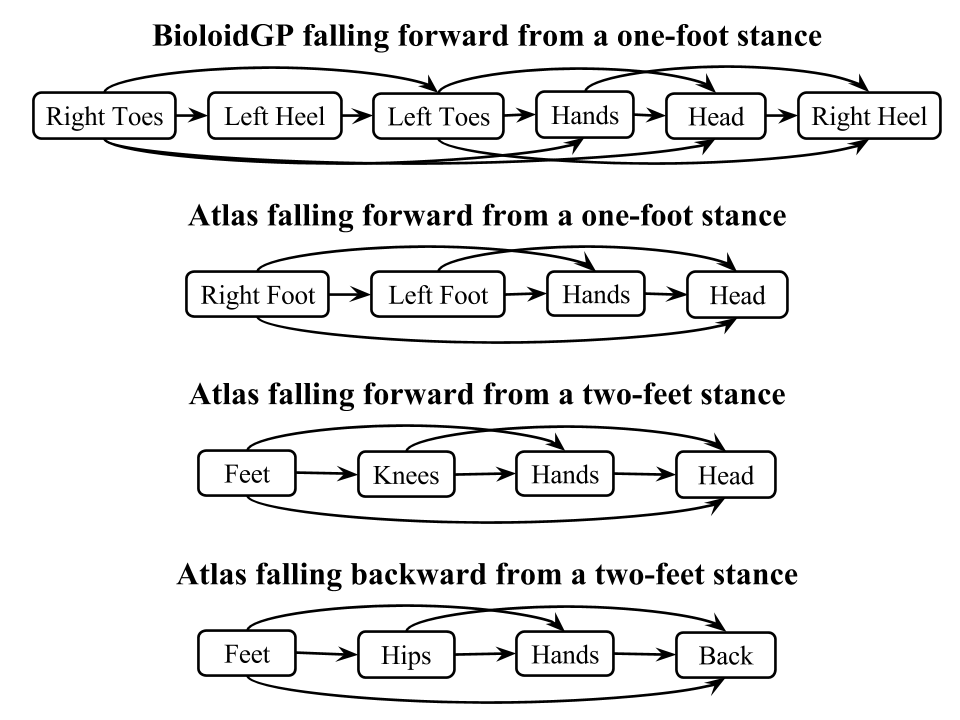 BioloidGP falling forward from a one-foot stance
Right Toes Left Heel Left Toes Hands Head Right Heel
Atlas falling forward from a one-foot stance
Right Foot Left Foot Hands Head
Atlas falling forward from a two-feet stance
Feet Knees Hands Head
Atlas falling backward from a two-feet stance
Feet Hips Hands Back